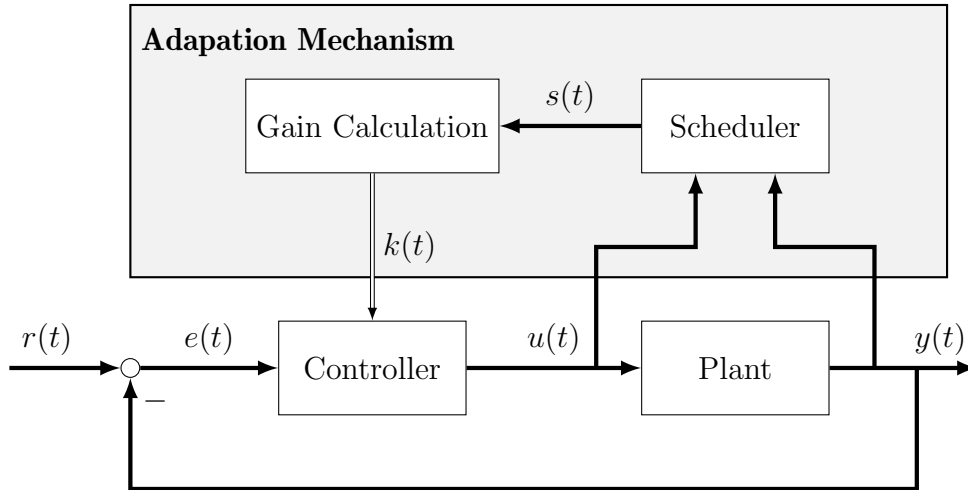 Adapation Mechanism
Gain Calculation
s(t)
Scheduler
k(t)
r(t)
e(t)
Controller
u(t)
Plant
y(t)
−